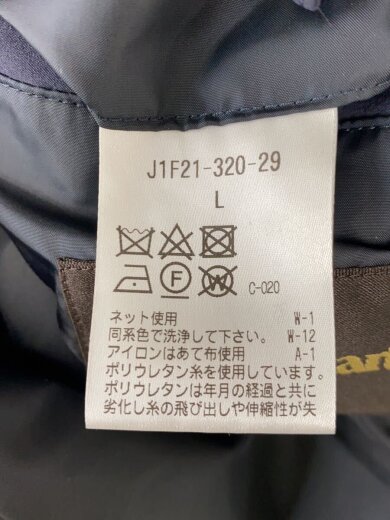 J1F21-320-29
L
F W C-020
ネット使用 W-1
同系色で洗浄して下さい。 W-12
アイロンはあて布使用 A-1
ポリウレタン糸を使用しています。
ポリウレタンは年月の経過と共に
劣化し糸の飛び出しや伸縮性が失